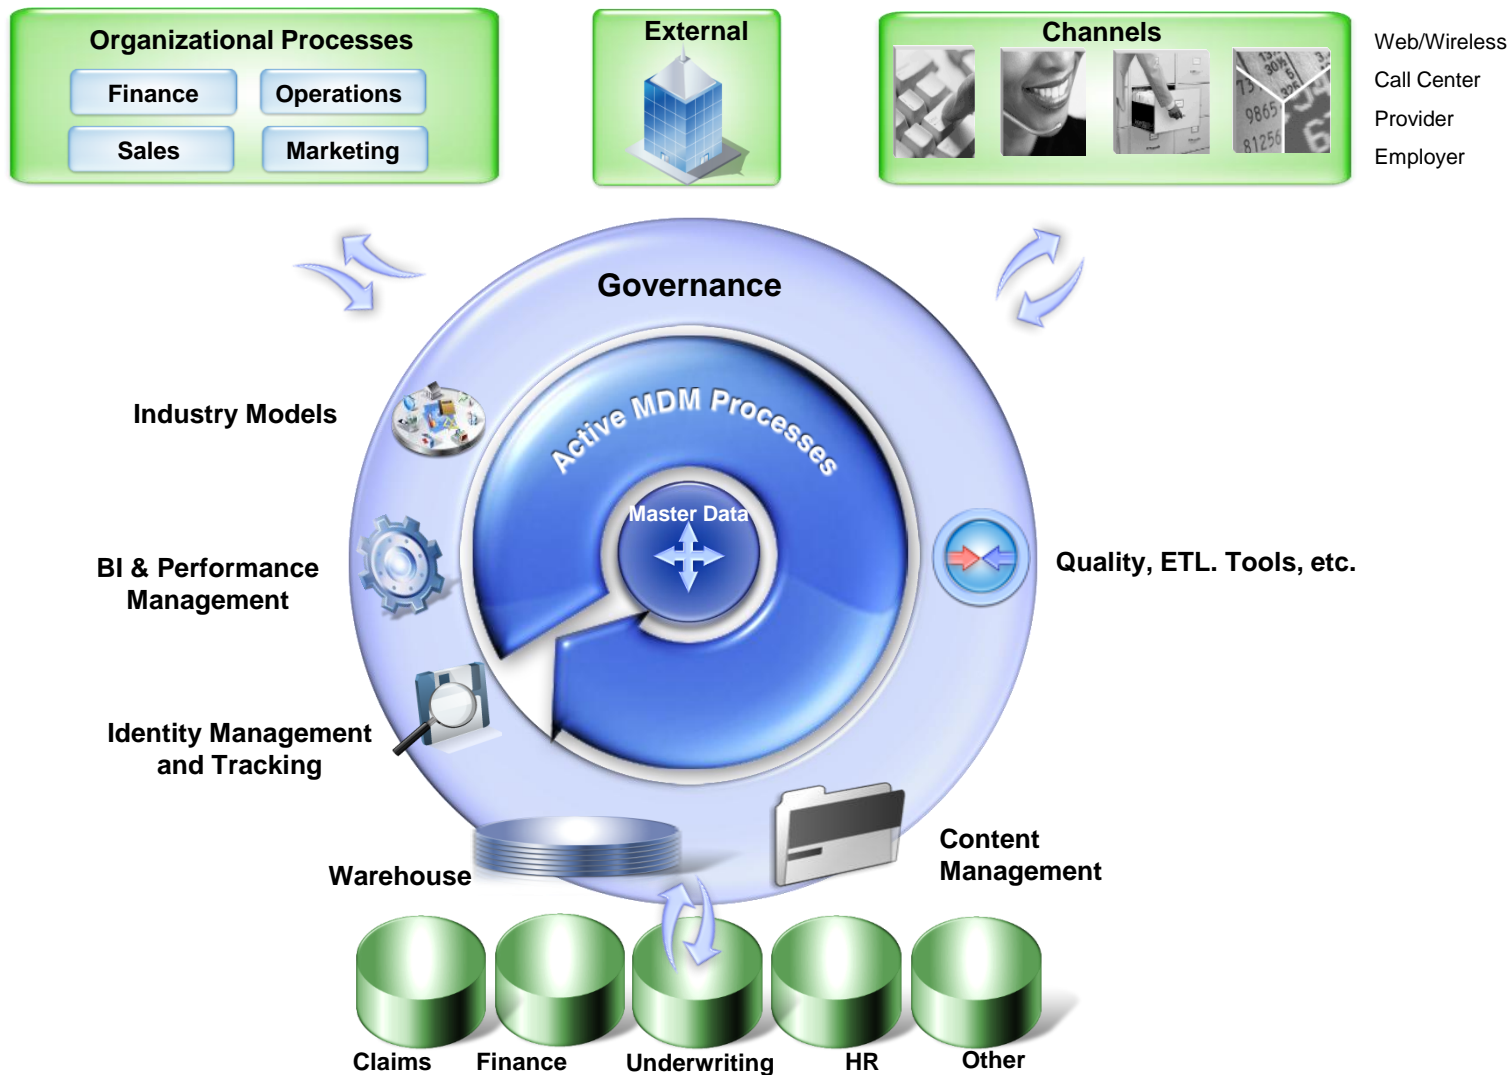 Organizational Processes
Finance
Operations
Sales
Marketing
External
Channels
Web/Wireless
Call Center
Provider
Employer
Governance
Active MDM Processes
Master Data
Industry Models
BI & Performance
Management
Identity Management
and Tracking
Quality, ETL. Tools, etc.
Warehouse
Content
Management
Claims
Finance
Underwriting
HR
Other